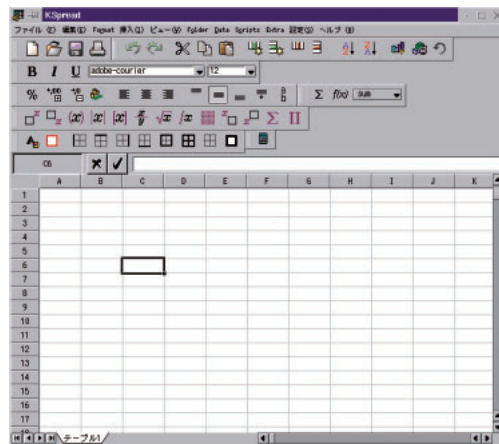 KSpread
ファイル(F) 編集(E) Format 挿入(I) ビュー(V) Folder Data Scripts Extra 設定(S) ヘルプ(H)
B I U adobe-courier 12
% Σ f(x) sum
(x) |x| Σ Π
C6
A B C D E F G H I J K
1
2
3
4
5
6
7
8
9
10
11
12
13
14
15
16
17
テーブル1